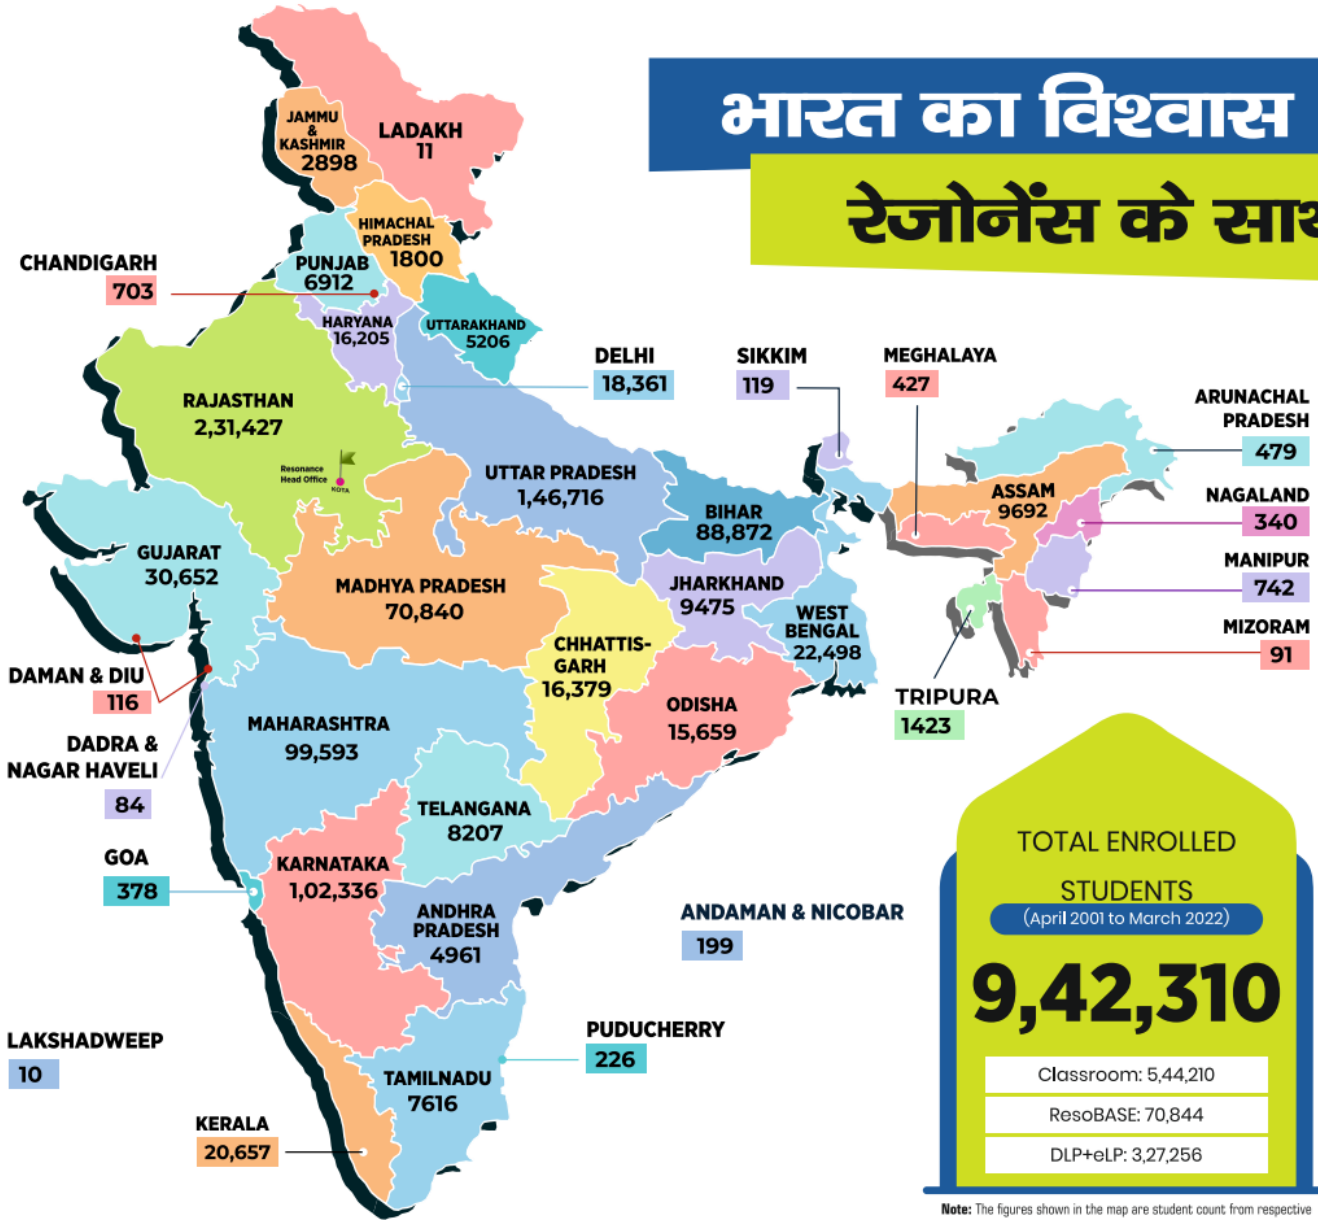 भारत का विश्वास
रेजोनेंस के साथ
JAMMU
&
KASHMIR
2898
LADAKH
11
HIMACHAL
PRADESH
1800
CHANDIGARH
703
PUNJAB
6912
HARYANA
16,205
UTTARAKHAND
5206
DELHI
18,361
SIKKIM
119
MEGHALAYA
427
ARUNACHAL
PRADESH
479
RAJASTHAN
2,31,427
Resonance
Head Office
KOTA
UTTAR PRADESH
1,46,716
BIHAR
88,872
ASSAM
9692
NAGALAND
340
GUJARAT
30,652
MADHYA PRADESH
70,840
JHARKHAND
9475
WEST
BENGAL
22,498
MANIPUR
742
MIZORAM
91
CHHATTIS-
GARH
16,379
DAMAN & DIU
116
ODISHA
15,659
TRIPURA
1423
MAHARASHTRA
99,593
DADRA &
NAGAR HAVELI
84
TELANGANA
8207
GOA
378
KARNATAKA
1,02,336
ANDHRA
PRADESH
4961
ANDAMAN & NICOBAR
199
LAKSHADWEEP
10
PUDUCHERRY
226
TAMILNADU
7616
KERALA
20,657
TOTAL ENROLLED
STUDENTS
(April 2001 to March 2022)
9,42,310
Classroom: 5,44,210
ResoBASE: 70,844
DLP+eLP: 3,27,256
Note: The figures shown in the map are student count from respective